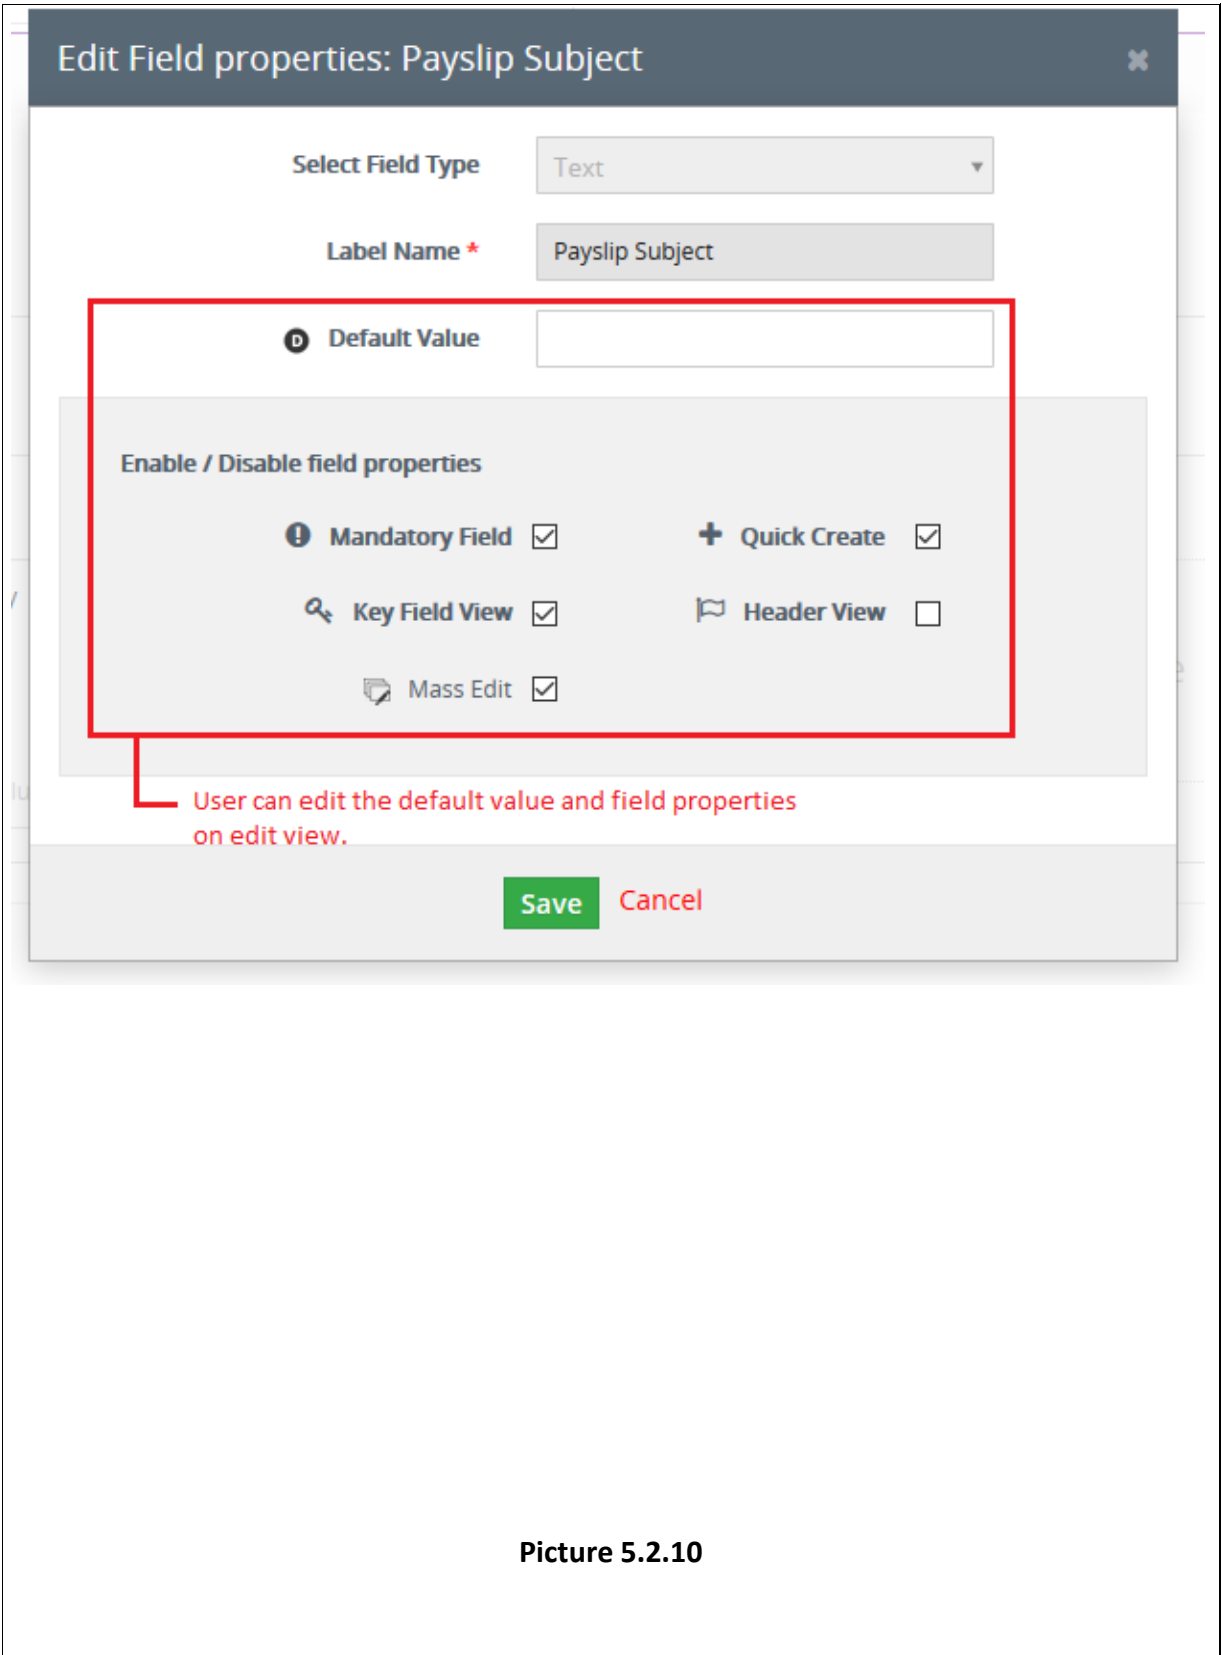 Edit Field properties: Payslip Subject
Select Field Type
Text
Label Name *
Payslip Subject
D Default Value
Enable / Disable field properties
Mandatory Field
Quick Create
Key Field View
Header View
Mass Edit
User can edit the default value and field properties
on edit view.
Save Cancel
Picture 5.2.10